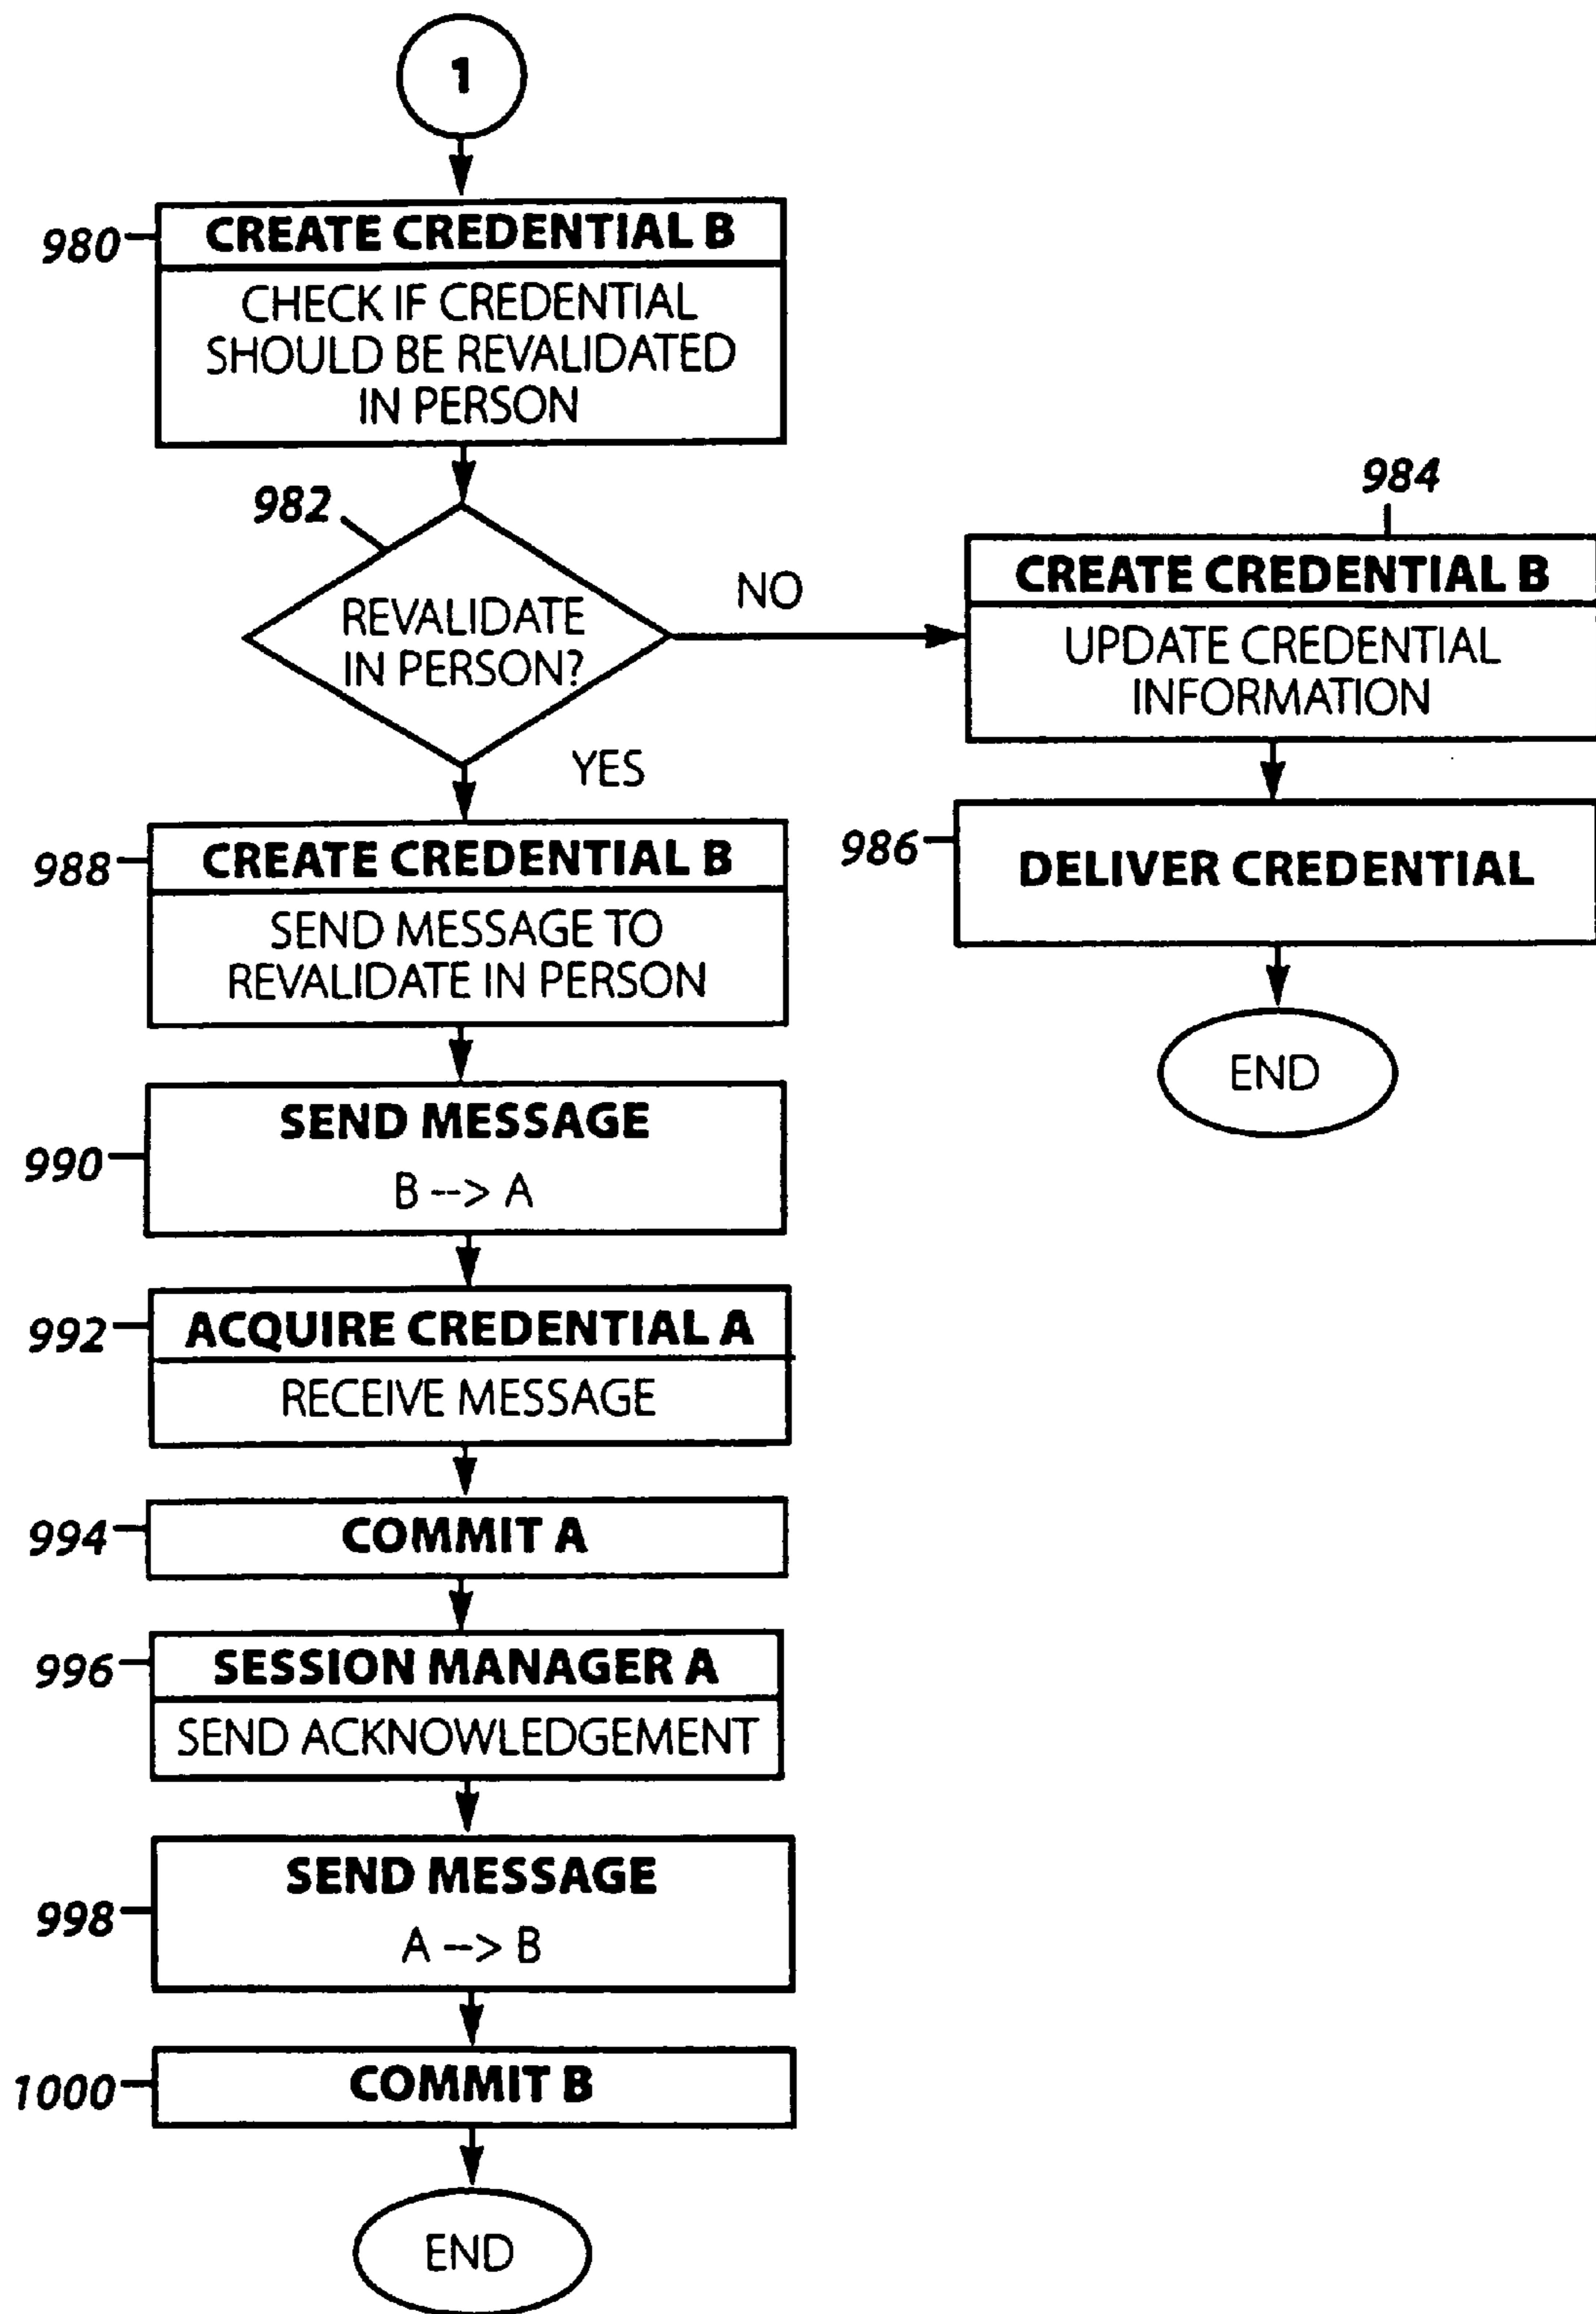 1
980
CREATE CREDENTIAL B
CHECK IF CREDENTIAL
SHOULD BE REVALIDATED
IN PERSON
982
REVALIDATE
IN PERSON?
NO
YES
984
CREATE CREDENTIAL B
UPDATE CREDENTIAL
INFORMATION
986
DELIVER CREDENTIAL
END
988
CREATE CREDENTIAL B
SEND MESSAGE TO
REVALIDATE IN PERSON
990
SEND MESSAGE
B --> A
992
ACQUIRE CREDENTIAL A
RECEIVE MESSAGE
994
COMMIT A
996
SESSION MANAGER A
SEND ACKNOWLEDGEMENT
998
SEND MESSAGE
A --> B
1000
COMMIT B
END